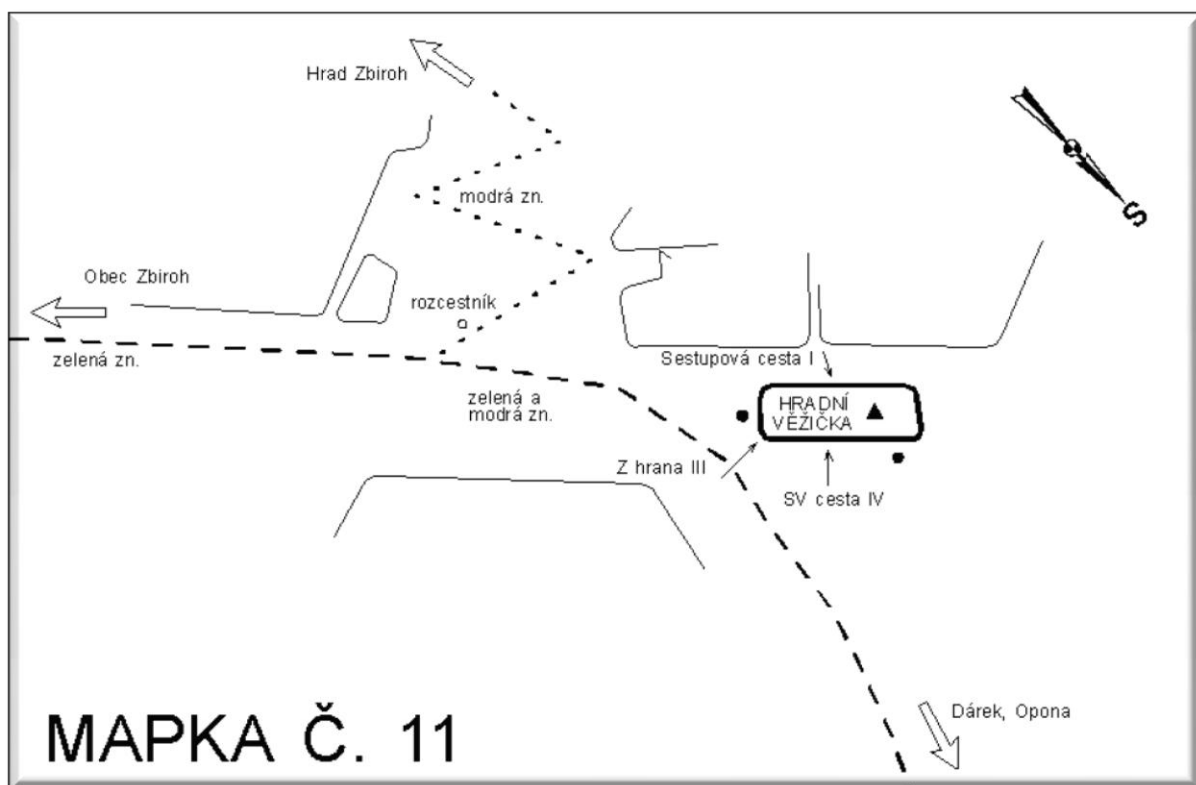 Hrad Zbiroh
modrá zn.
S
Obec Zbiroh
rozcestník
zelená zn.
Sestupová cesta I
zelená a
modrá zn.
HRADNÍ
VĚŽIČKA
Z hrana III
SV cesta IV
Dárek, Opona
MAPKA Č. 11